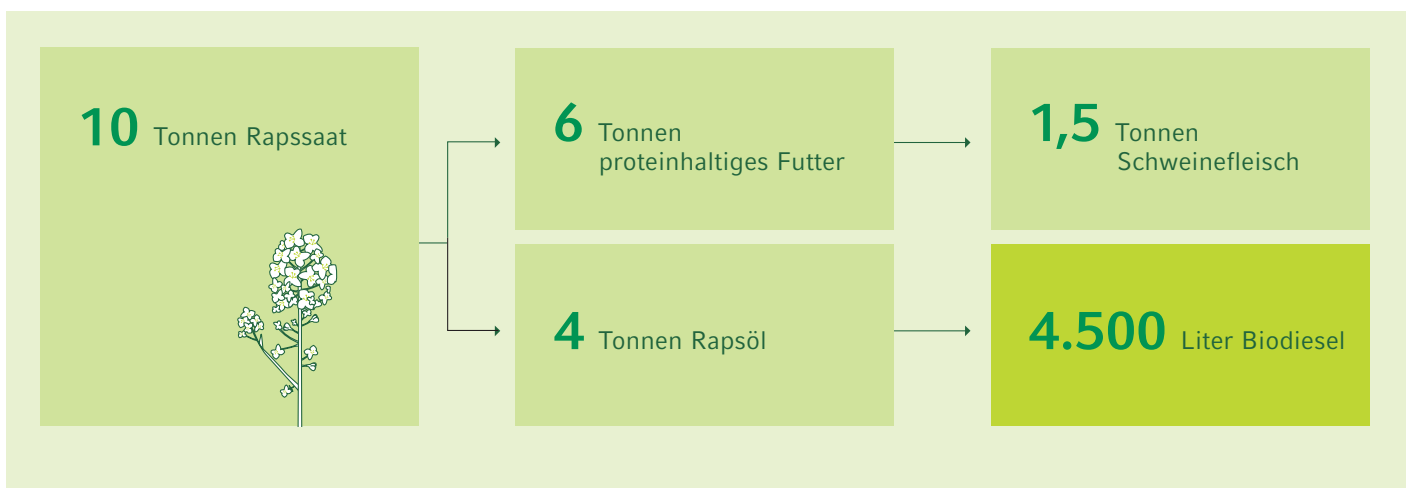 10 Tonnen Rapssaat
6 Tonnen
proteinhaltiges Futter
1,5 Tonnen
Schweinefleisch
4 Tonnen Rapsöl
4.500 Liter Biodiesel